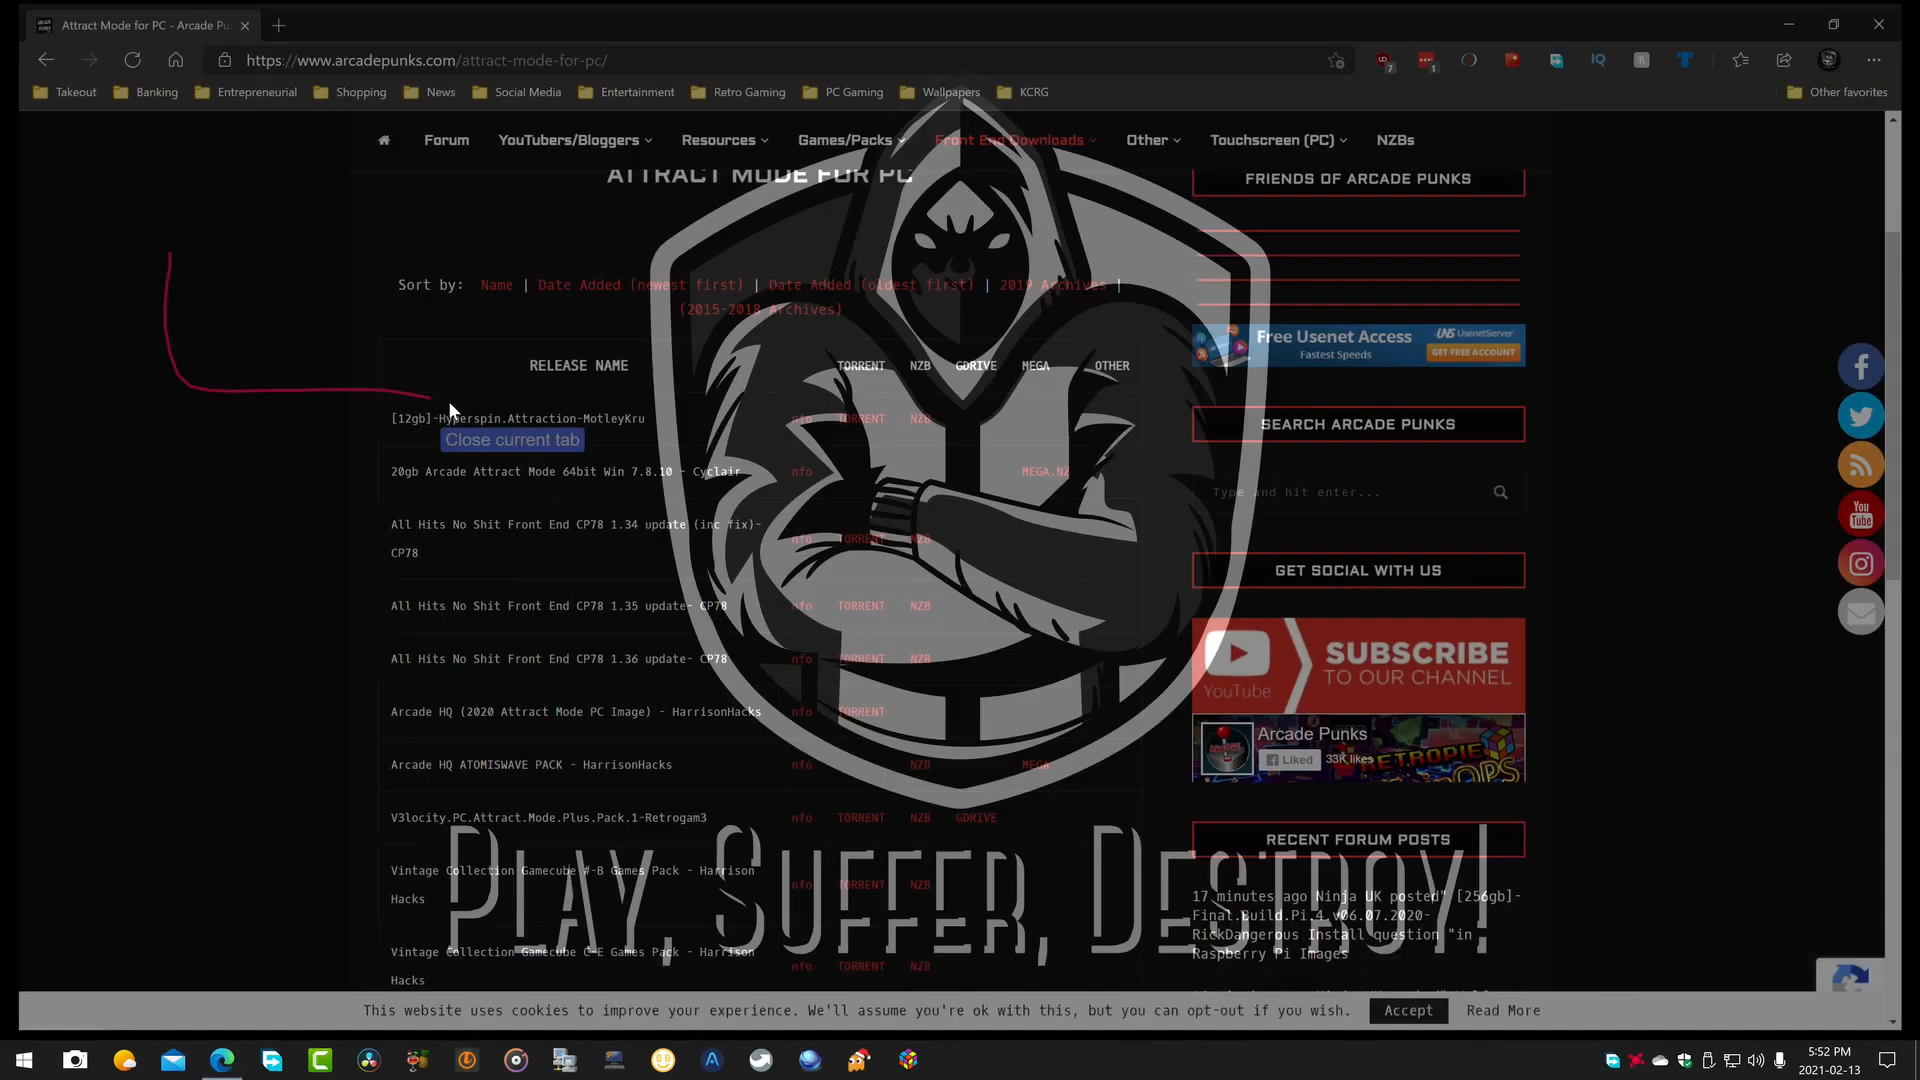 Attract Mode for PC - Arcade Pu
https://www.arcadepunks.com/attract-mode-for-pc/
7
1
Takeout
Banking
Entrepreneurial
Shopping
News
Social Media
Entertainment
Retro Gaming
PC Gaming
Wallpapers
KCRG
Other favorites
Forum
YouTubers/Bloggers
Resources
Games/Packs
Front End Downloads
Other
Touchscreen (PC)
NZBs
ATTRACT MODE FOR PC
Sort by: Name | Date Added (newest first) | Date Added (oldest first) | 2019 Archives |
(2015-2018 Archives)
RELEASE NAME TORRENT NZB GDRIVE MEGA OTHER
[12gb]-Hyperspin.Attraction-MotleyKru nfo TORRENT NZB
Close current tab
20gb Arcade Attract Mode 64bit Win 7.8.10 - Cyclair nfo MEGA.NZ
All Hits No Shit Front End CP78 1.34 update (inc fix)-
CP78 nfo TORRENT NZB
All Hits No Shit Front End CP78 1.35 update- CP78 nfo TORRENT NZB
All Hits No Shit Front End CP78 1.36 update- CP78 nfo TORRENT NZB
Arcade HQ (2020 Attract Mode PC Image) - HarrisonHacks nfo TORRENT
Arcade HQ ATOMISWAVE PACK - HarrisonHacks nfo NZB MEGA
V3locity.PC.Attract.Mode.Plus.Pack.1-Retrogam3 nfo TORRENT NZB GDRIVE
Vintage Collection Gamecube #-B Games Pack - Harrison
Hacks nfo TORRENT NZB
Vintage Collection Gamecube C-E Games Pack - Harrison
Hacks nfo TORRENT NZB
PLAY, SUFFER, DESTROY!
FRIENDS OF ARCADE PUNKS
Free Usenet Access
Fastest Speeds
UNS UsenetServer
GET FREE ACCOUNT
SEARCH ARCADE PUNKS
Type and hit enter...
GET SOCIAL WITH US
YouTube
SUBSCRIBE
TO OUR CHANNEL
Arcade Punks
Liked 33K likes
RETROPIE
OPS
RECENT FORUM POSTS
17 minutes ago Ninja UK posted" [256gb]-
Final.Build.Pi.4.v06.07.2020-
RickDangerous Install question "in
Raspberry Pi Images
You
Tube
This website uses cookies to improve your experience. We'll assume you're ok with this, but you can opt-out if you wish.
Accept
Read More
5:52 PM
2021-02-13